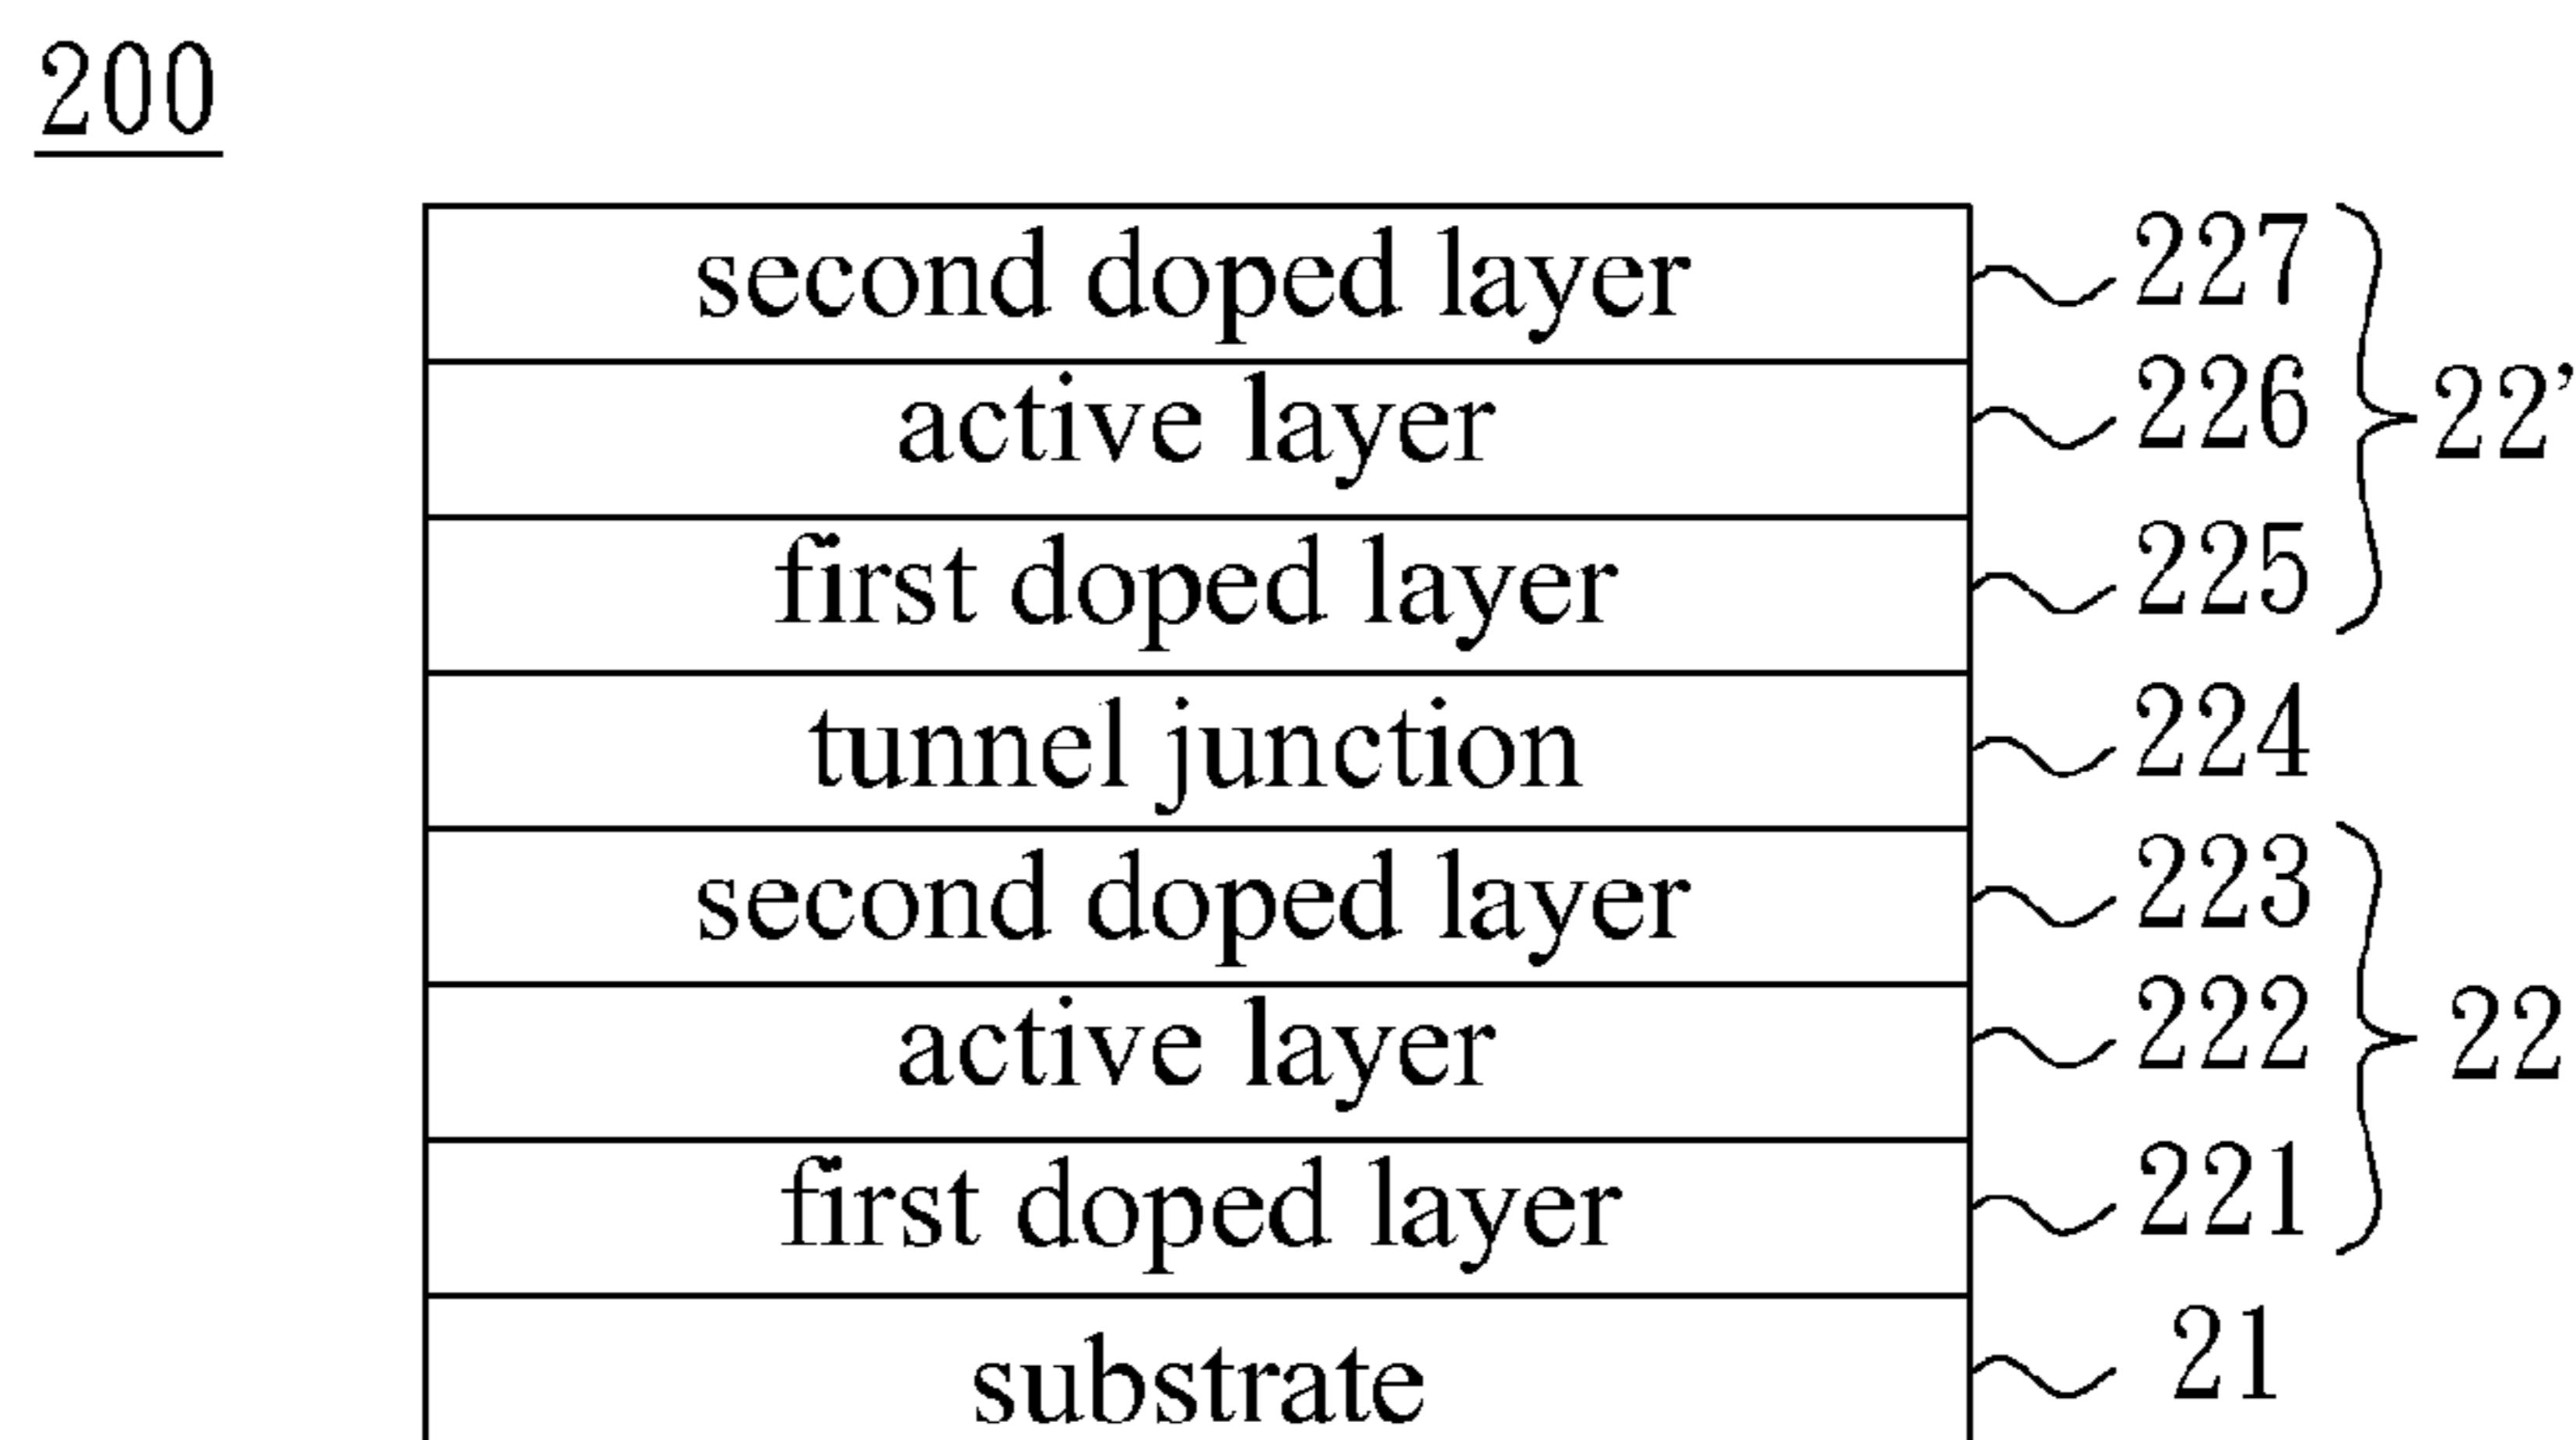 200
second doped layer 227
active layer 226 22'
first doped layer 225
tunnel junction 224
second doped layer 223
active layer 222 22
first doped layer 221
substrate 21